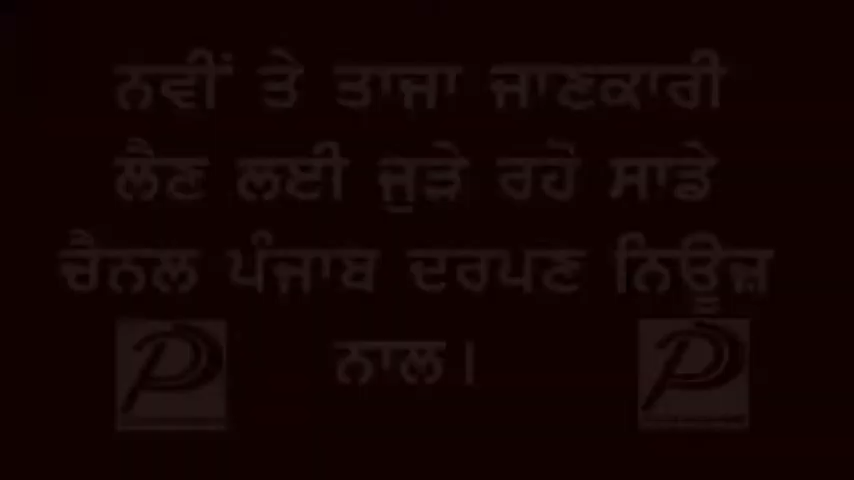 ਨਵੀਂ ਤੇ ਤਾਜਾ ਜਾਣਕਾਰੀ
ਲੈਣ ਲਈ ਜੁੜੇ ਰਹੋ ਸਾਡੇ
ਚੈਨਲ ਪੰਜਾਬ ਦਰਪਣ ਨਿਊਜ਼
ਨਾਲ।